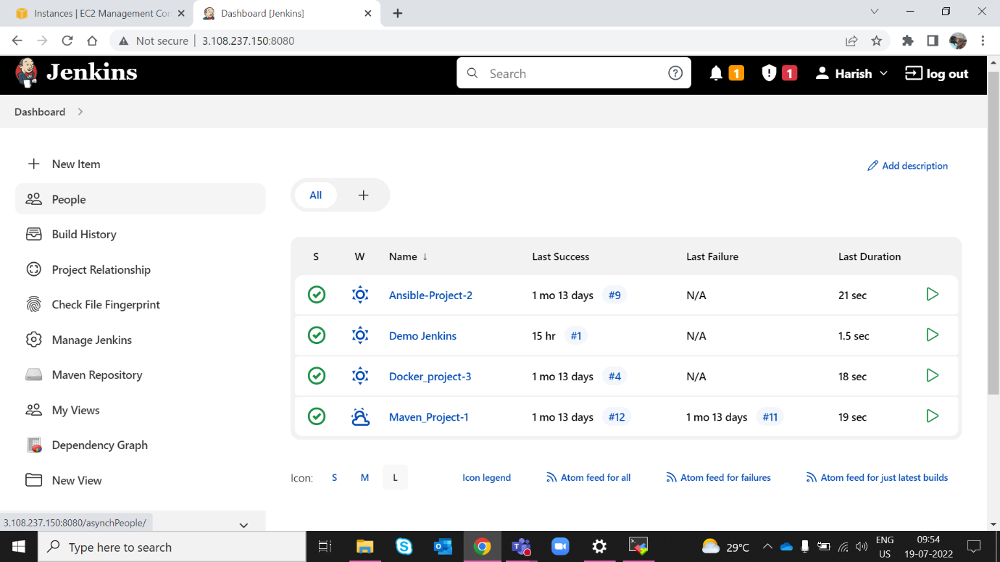 Instances | EC2 Management Con
Dashboard [Jenkins]
Not secure | 3.108.237.150:8080
Jenkins
Search
1
1
Harish
log out
Dashboard
New Item
People
Build History
Project Relationship
Check File Fingerprint
Manage Jenkins
Maven Repository
My Views
Dependency Graph
New View
Add description
All +
S W Name ↓ Last Success Last Failure Last Duration
Ansible-Project-2 1 mo 13 days #9 N/A 21 sec
Demo Jenkins 15 hr #1 N/A 1.5 sec
Docker_project-3 1 mo 13 days #4 N/A 18 sec
Maven_Project-1 1 mo 13 days #12 1 mo 13 days #11 19 sec
Icon: S M L Icon legend Atom feed for all Atom feed for failures Atom feed for just latest builds
3.108.237.150:8080/asynchPeople/
Type here to search
29°C
ENG
US
09:54
19-07-2022